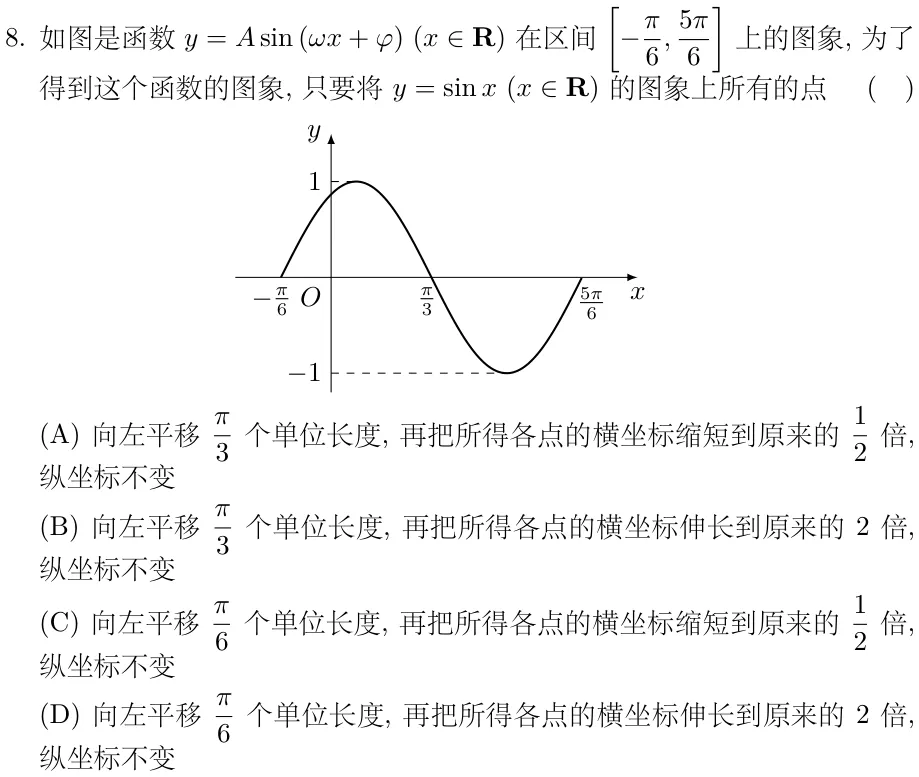 8. 如图是函数 y = A sin (ωx + φ) (x ∈ R) 在区间 [−π/6, 5π/6] 上的图象, 为了
得到这个函数的图象, 只要将 y = sin x (x ∈ R) 的图象上所有的点 ( )
y
1
−π/6 O π/3 5π/6 x
−1
(A) 向左平移 π/3 个单位长度, 再把所得各点的横坐标缩短到原来的 1/2 倍,
纵坐标不变
(B) 向左平移 π/3 个单位长度, 再把所得各点的横坐标伸长到原来的 2 倍,
纵坐标不变
(C) 向左平移 π/6 个单位长度, 再把所得各点的横坐标缩短到原来的 1/2 倍,
纵坐标不变
(D) 向左平移 π/6 个单位长度, 再把所得各点的横坐标伸长到原来的 2 倍,
纵坐标不变